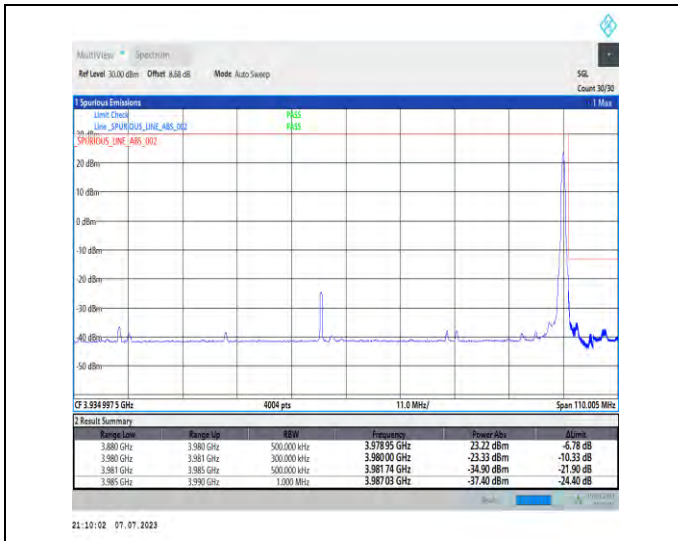 MultiView Spectrum
Ref Level 30.00 dBm Offset 8.68 dB Mode Auto Sweep SGL
Count 30/30
1 Spurious Emissions 1 Max
Limit Check PASS
Line _SPURIOUS_LINE_ABS_002 PASS
_SPURIOUS_LINE_ABS_002
20 dBm
10 dBm
0 dBm
-10 dBm
-20 dBm
-30 dBm
-40 dBm
-50 dBm
CF 3.934 997 5 GHz 4004 pts 11.0 MHz/ Span 110.005 MHz
2 Result Summary
Range Low Range Up RBW Frequency Power Abs ΔLimit
3.880 GHz 3.980 GHz 500.000 kHz 3.978 95 GHz 23.22 dBm -6.78 dB
3.980 GHz 3.981 GHz 300.000 kHz 3.980 00 GHz -23.33 dBm -10.33 dB
3.981 GHz 3.985 GHz 500.000 kHz 3.981 74 GHz -34.90 dBm -21.90 dB
3.985 GHz 3.990 GHz 1.000 MHz 3.987 03 GHz -37.40 dBm -24.40 dB
21:10:02 07.07.2023